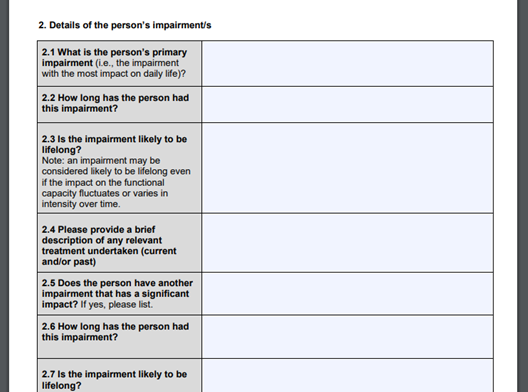 2. Details of the person's impairment/s
2.1 What is the person's primary
impairment (i.e., the impairment
with the most impact on daily life)?
2.2 How long has the person had
this impairment?
2.3 Is the impairment likely to be
lifelong?
Note: an impairment may be
considered likely to be lifelong even
if the impact on the functional
capacity fluctuates or varies in
intensity over time.
2.4 Please provide a brief
description of any relevant
treatment undertaken (current
and/or past)
2.5 Does the person have another
impairment that has a significant
impact? If yes, please list.
2.6 How long has the person had
this impairment?
2.7 Is the impairment likely to be
lifelong?